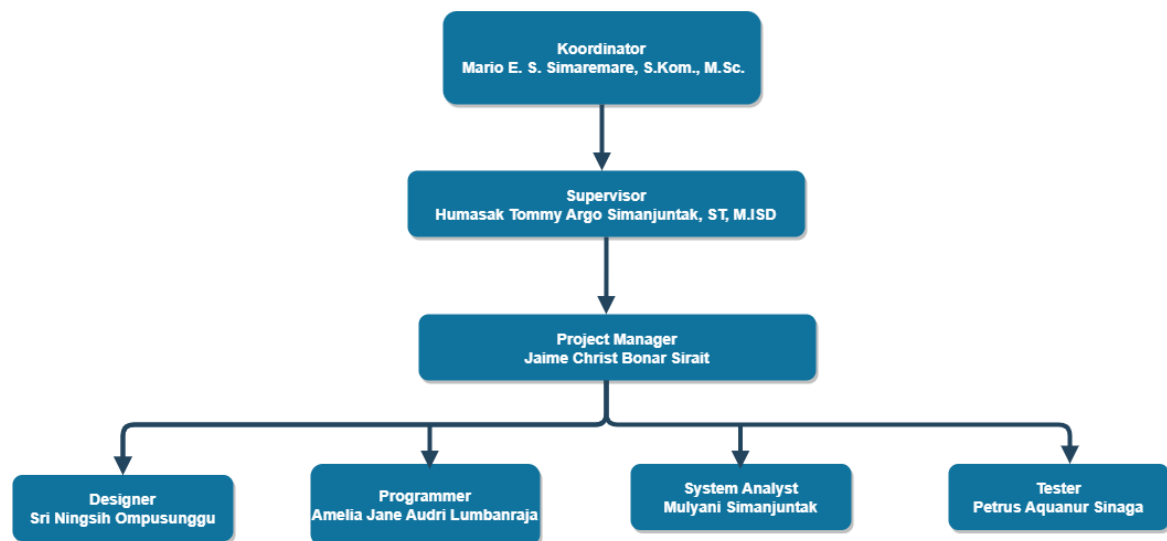 Koordinator
Mario E. S. Simaremare, S.Kom., M.Sc.
Supervisor
Humasak Tommy Argo Simanjuntak, ST, M.ISD
Project Manager
Jaime Christ Bonar Sirait
Designer
Sri Ningsih Ompusunggu
Programmer
Amelia Jane Audri Lumbanraja
System Analyst
Mulyani Simanjuntak
Tester
Petrus Aquanur Sinaga